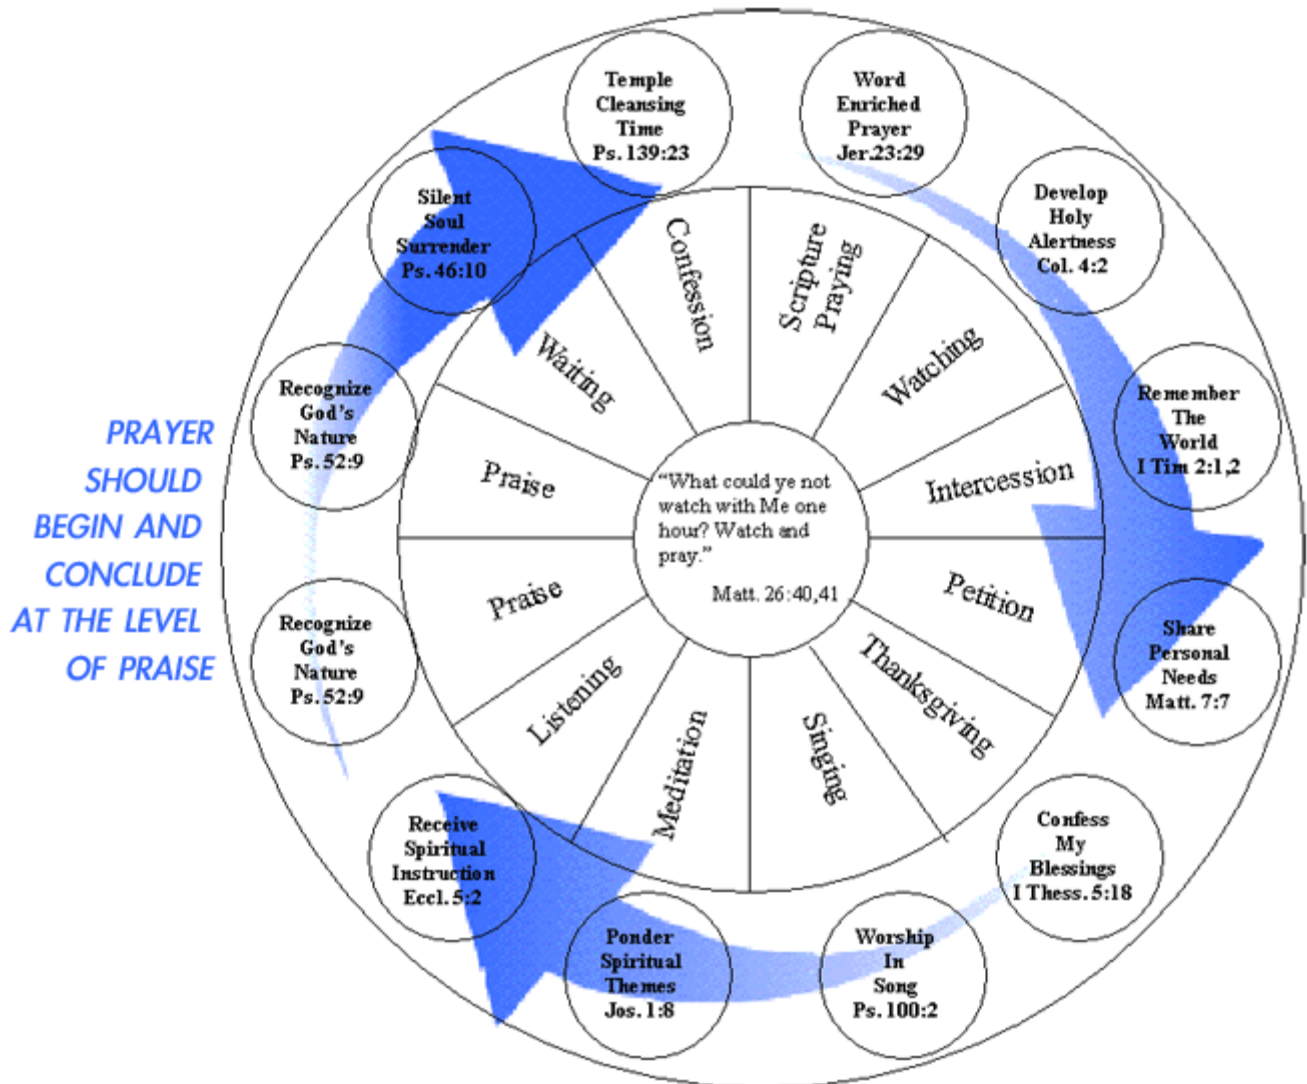 PRAYER
SHOULD
BEGIN AND
CONCLUDE
AT THE LEVEL
OF PRAISE
Recognize
God's
Nature
Ps. 52:9
Silent
Soul
Surrender
Ps. 46:10
Temple
Cleansing
Time
Ps. 139:23
Word
Enriched
Prayer
Jer.23:29
Develop
Holy
Alertness
Col. 4:2
Remember
The
World
I Tim 2:1,2
Share
Personal
Needs
Matt. 7:7
Confess
My
Blessings
I Thess. 5:18
Worship
In
Song
Ps. 100:2
Ponder
Spiritual
Themes
Jos. 1:8
Receive
Spiritual
Instruction
Eccl. 5:2
Recognize
God's
Nature
Ps. 52:9
Praise
Waiting
Confession
Scripture
Praying
Watching
Intercession
Petition
Thanksgiving
Singing
Meditation
Listening
Praise
“What could ye not
watch with Me one
hour? Watch and
pray.”
Matt. 26:40,41